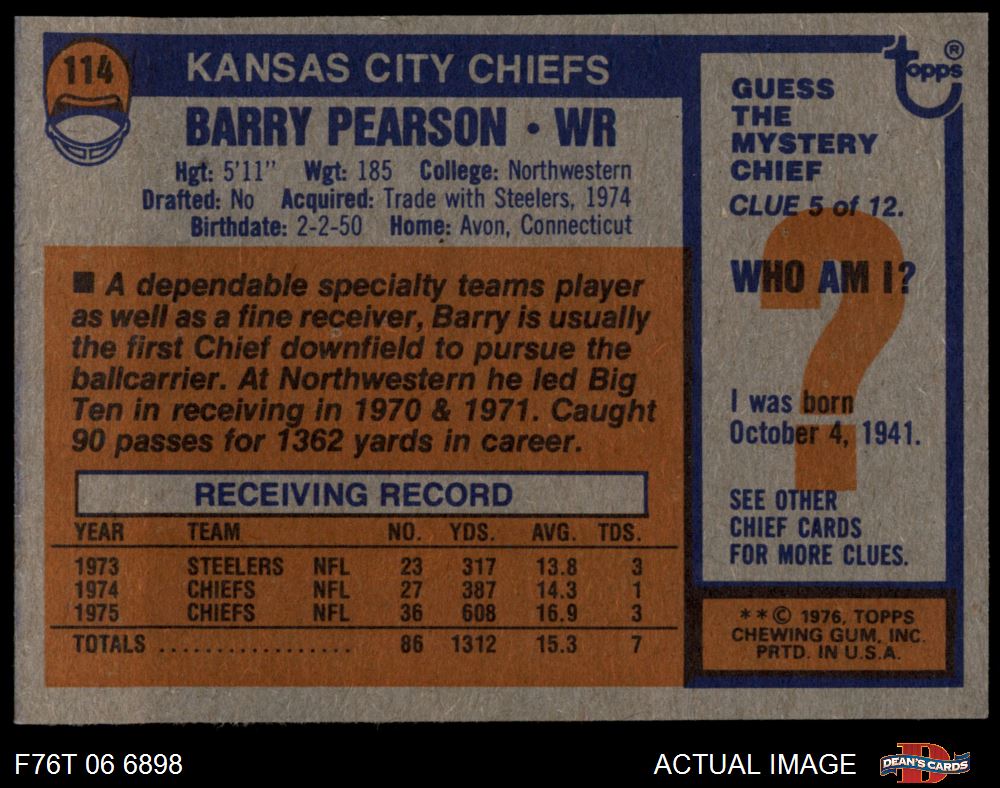 114
KANSAS CITY CHIEFS
BARRY PEARSON • WR
Hgt: 5'11" Wgt: 185 College: Northwestern
Drafted: No Acquired: Trade with Steelers, 1974
Birthdate: 2-2-50 Home: Avon, Connecticut
■ A dependable specialty teams player
as well as a fine receiver, Barry is usually
the first Chief downfield to pursue the
ballcarrier. At Northwestern he led Big
Ten in receiving in 1970 & 1971. Caught
90 passes for 1362 yards in career.
RECEIVING RECORD
YEAR TEAM NO. YDS. AVG. TDS.
1973 STEELERS NFL 23 317 13.8 3
1974 CHIEFS NFL 27 387 14.3 1
1975 CHIEFS NFL 36 608 16.9 3
TOTALS ................. 86 1312 15.3 7
Topps ®
GUESS
THE
MYSTERY
CHIEF
CLUE 5 of 12.
?
WHO AM I?
I was born
October 4, 1941.
SEE OTHER
CHIEF CARDS
FOR MORE CLUES.
* * © 1976, TOPPS
CHEWING GUM, INC.
PRTD. IN U.S.A.
F76T 06 6898
ACTUAL IMAGE
D
DEAN'S CARDS